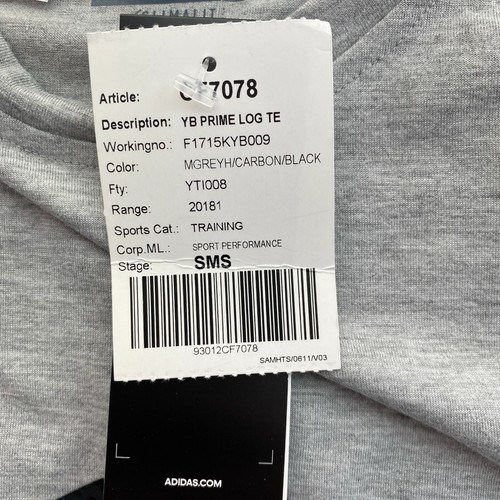 CLIMALIT
Article: CF7078
Description: YB PRIME LOG TE
Workingno.: F1715KYB009
Color: MGREYH/CARBON/BLACK
Fty: YTI008
Range: 20181
Sports Cat.: TRAINING
Corp.ML.: SPORT PERFORMANCE
Stage: SMS
93012CF7078
SAMHTS/0611/V03
ADIDAS.COM